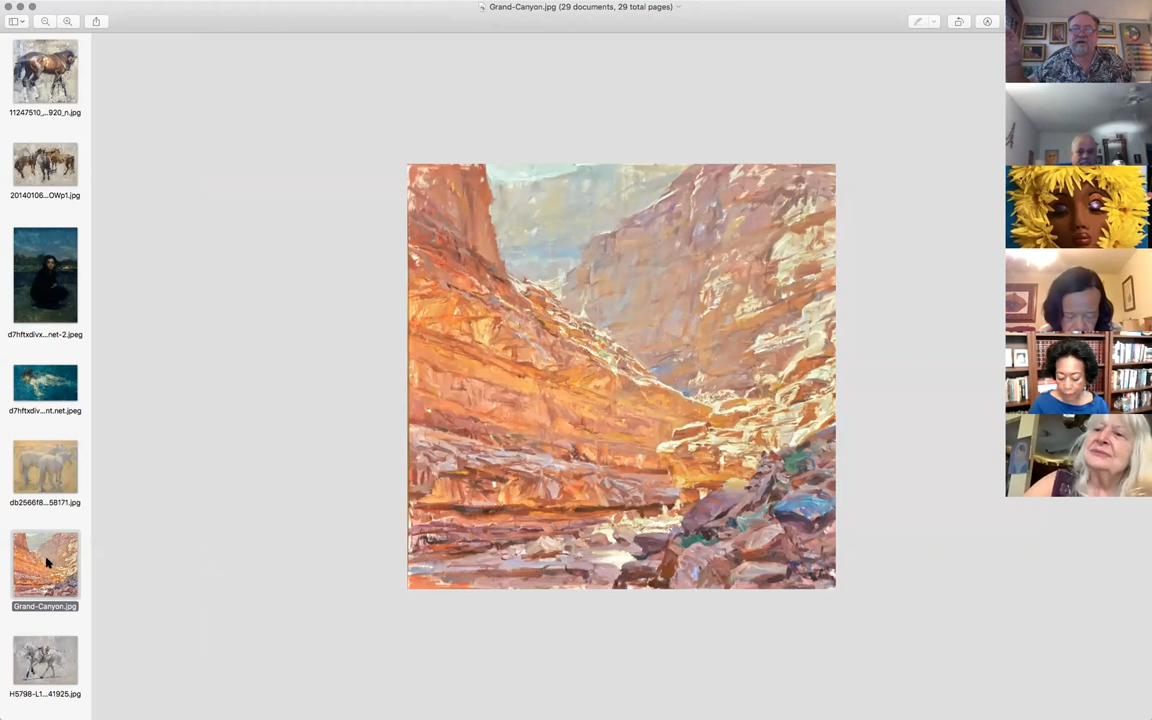 Grand-Canyon.jpg (29 documents, 29 total pages)
11247510_...920_n.jpg
20140106...OWp1.jpg
d7hftxdivx...net-2.jpeg
d7hftxdiv...nt.net.jpeg
db2566f8...58171.jpg
Grand-Canyon.jpg
H5798-L1...41925.jpg